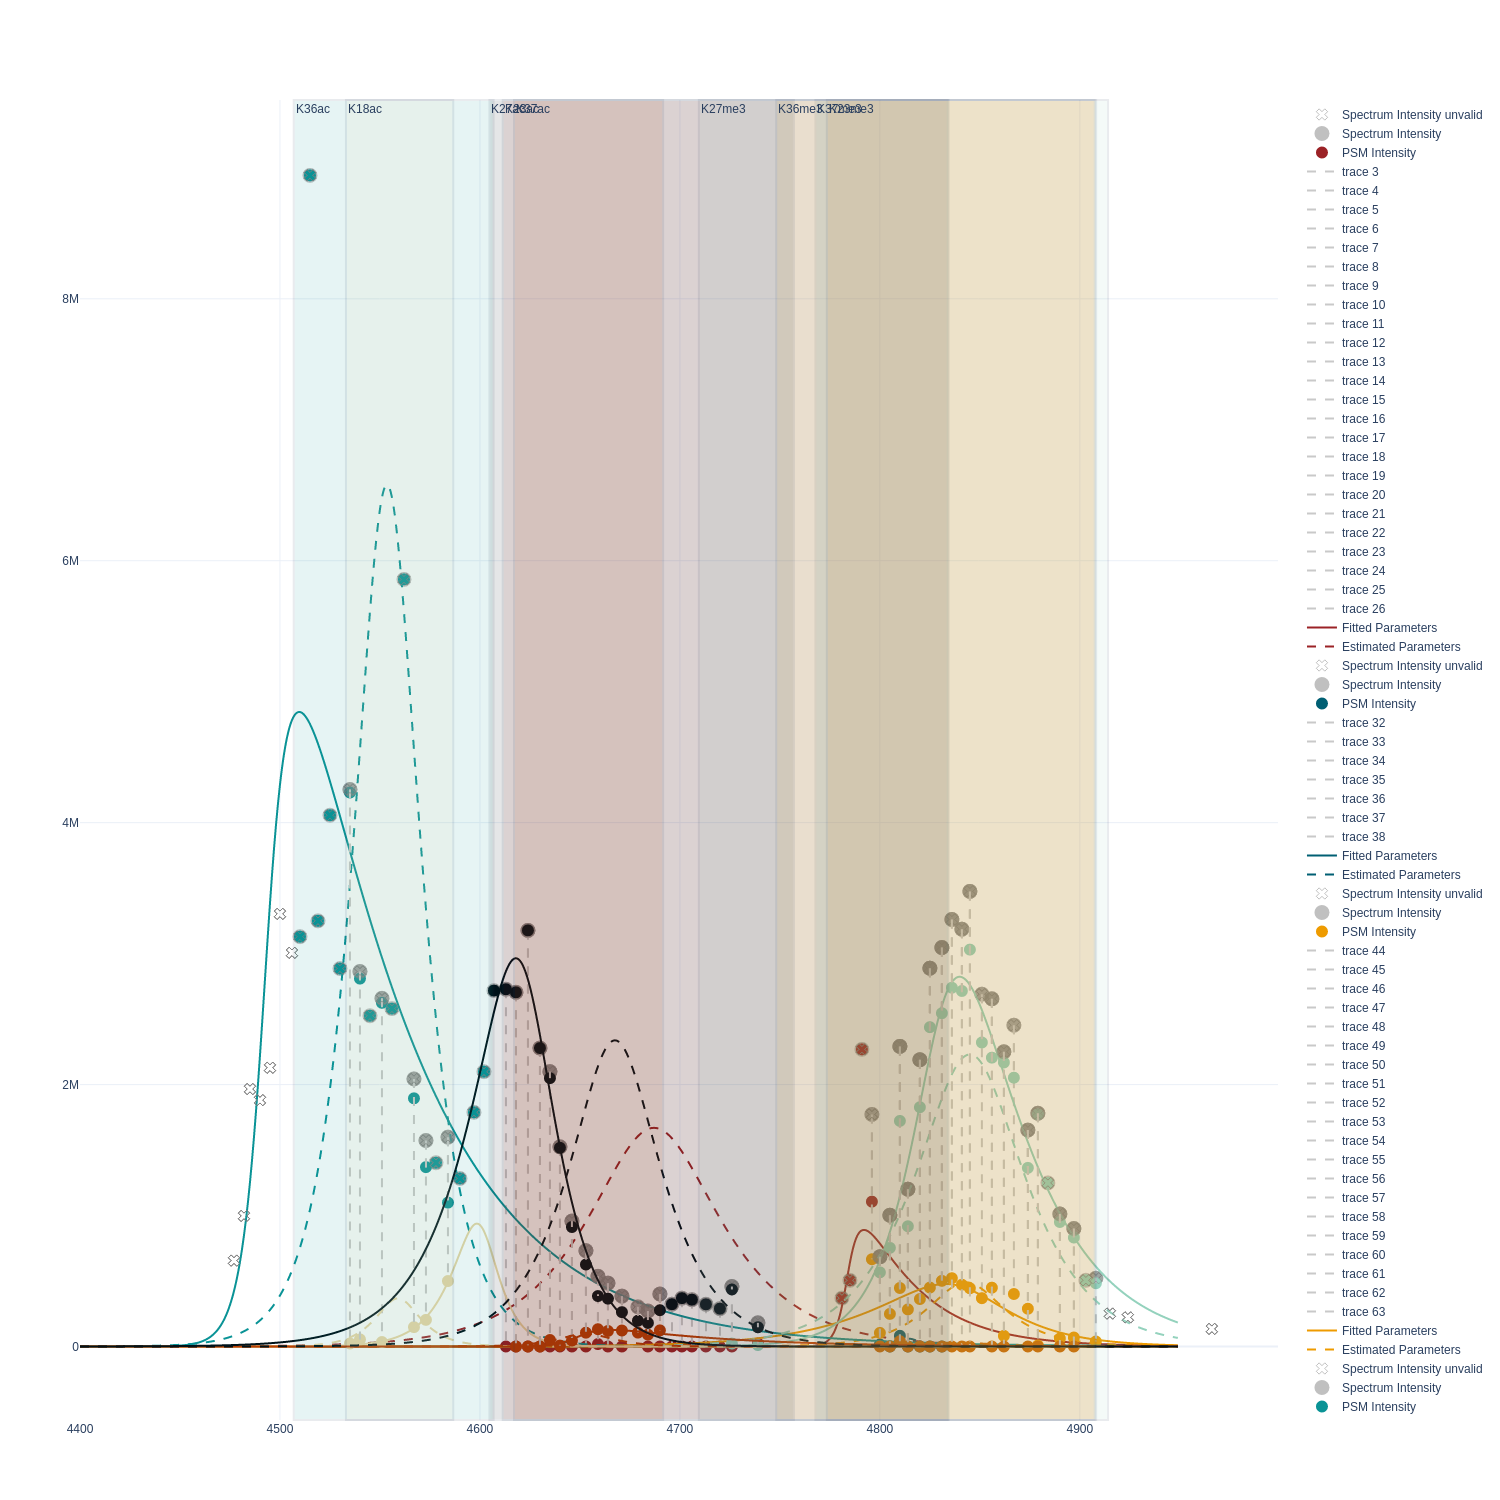 K36ac
K18ac
K27me3
8M
6M
4M
2M
0
4400
4500
4600
4700
4800
4900
Spectrum Intensity unvalid
Spectrum Intensity
PSM Intensity
trace 3
trace 4
trace 5
trace 6
trace 7
trace 8
trace 9
trace 10
trace 11
trace 12
trace 13
trace 14
trace 15
trace 16
trace 17
trace 18
trace 19
trace 20
trace 21
trace 22
trace 23
trace 24
trace 25
trace 26
Fitted Parameters
Estimated Parameters
Spectrum Intensity unvalid
Spectrum Intensity
PSM Intensity
trace 32
trace 33
trace 34
trace 35
trace 36
trace 37
trace 38
Fitted Parameters
Estimated Parameters
Spectrum Intensity unvalid
Spectrum Intensity
PSM Intensity
trace 44
trace 45
trace 46
trace 47
trace 48
trace 49
trace 50
trace 51
trace 52
trace 53
trace 54
trace 55
trace 56
trace 57
trace 58
trace 59
trace 60
trace 61
trace 62
trace 63
Fitted Parameters
Estimated Parameters
Spectrum Intensity unvalid
Spectrum Intensity
PSM Intensity